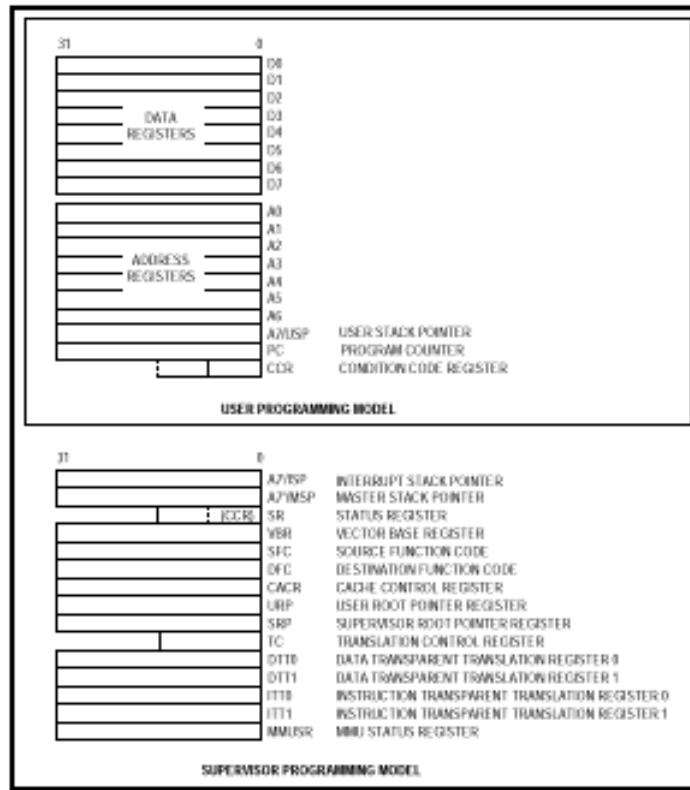 31 0
D0
D1
D2
D3
D4
D5
D6
D7
DATA
REGISTERS
A0
A1
A2
A3
A4
A5
A6
ADDRESS
REGISTERS
A7/USP USER STACK POINTER
PC PROGRAM COUNTER
CCR CONDITION CODE REGISTER
USER PROGRAMMING MODEL
31 0
A7'/ISP INTERRUPT STACK POINTER
A7"/MSP MASTER STACK POINTER
(CCR) SR STATUS REGISTER
VBR VECTOR BASE REGISTER
SFC SOURCE FUNCTION CODE
DFC DESTINATION FUNCTION CODE
CACR CACHE CONTROL REGISTER
URP USER ROOT POINTER REGISTER
SRP SUPERVISOR ROOT POINTER REGISTER
TC TRANSLATION CONTROL REGISTER
DTT0 DATA TRANSPARENT TRANSLATION REGISTER 0
DTT1 DATA TRANSPARENT TRANSLATION REGISTER 1
ITT0 INSTRUCTION TRANSPARENT TRANSLATION REGISTER 0
ITT1 INSTRUCTION TRANSPARENT TRANSLATION REGISTER 1
MMUSR MMU STATUS REGISTER
SUPERVISOR PROGRAMMING MODEL